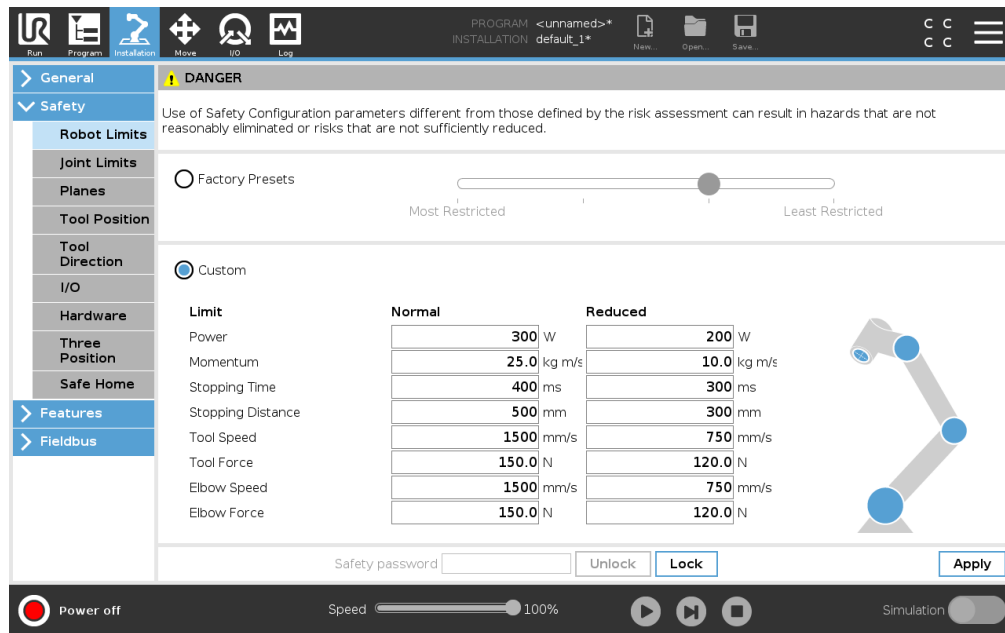 UR
PROGRAM <unnamed>*
INSTALLATION default_1*
Run Program Installation Move I/O Log New... Open... Save...
C C
C C
General
Safety
Robot Limits
Joint Limits
Planes
Tool Position
Tool
Direction
I/O
Hardware
Three
Position
Safe Home
Features
Fieldbus
DANGER
Use of Safety Configuration parameters different from those defined by the risk assessment can result in hazards that are not
reasonably eliminated or risks that are not sufficiently reduced.
Factory Presets
Most Restricted Least Restricted
Custom
Limit Normal Reduced
Power 300 W 200 W
Momentum 25.0 kg m/s 10.0 kg m/s
Stopping Time 400 ms 300 ms
Stopping Distance 500 mm 300 mm
Tool Speed 1500 mm/s 750 mm/s
Tool Force 150.0 N 120.0 N
Elbow Speed 1500 mm/s 750 mm/s
Elbow Force 150.0 N 120.0 N
Safety password Unlock Lock Apply
Power off Speed 100% Simulation